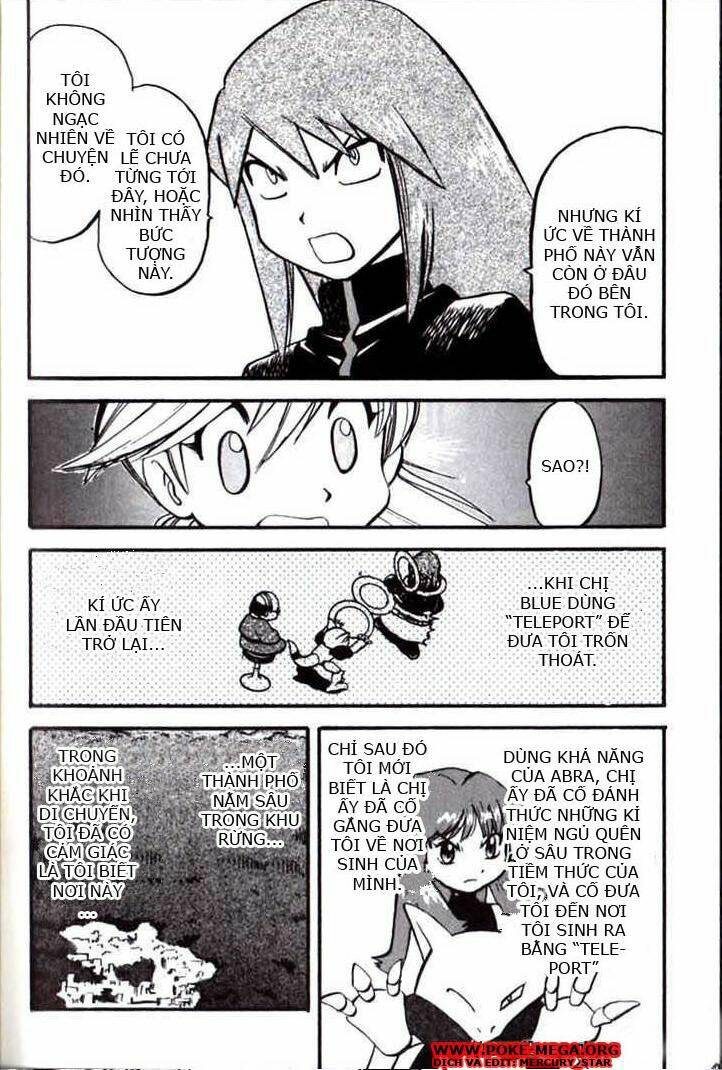 NHƯNG KÍ
ỨC VỀ THÀNH
PHỐ NÀY VẪN
CÒN Ở ĐÂU
ĐÓ BÊN
TRONG TÔI.
TÔI CÓ
LẼ CHƯA
TỪNG TỚI
ĐÂY, HOẶC
NHÌN THẤY
BỨC
TƯỢNG
NÀY.
TÔI
KHÔNG
NGẠC
NHIÊN VỀ
CHUYỆN
ĐÓ.
SAO?!
...KHI CHỊ
BLUE DÙNG
“TELEPORT” ĐỂ
ĐƯA TÔI TRỐN
THOÁT.
KÍ ỨC ẤY
LẦN ĐẦU TIÊN
TRỞ LẠI...
DÙNG KHẢ NĂNG
CỦA ABRA, CHỊ
ẤY ĐÃ CỐ ĐÁNH
THỨC NHỮNG KÍ
NIỆM NGỦ QUÊN
Ở SÂU TRONG
TIỀM THỨC CỦA
TÔI, VÀ CỐ ĐƯA
TÔI ĐẾN NƠI
TÔI SINH RA
BẰNG “TELE-
PORT”
CHỈ SAU ĐÓ
TÔI MỚI
BIẾT LÀ CHỊ
ẤY ĐÃ CỐ
GẮNG ĐƯA
TÔI VỀ NƠI
SINH CỦA
MÌNH.
...MỘT
THÀNH PHỐ
NẰM SÂU
TRONG KHU
RỪNG...
TRONG
KHOẢNH
KHẮC KHI
DI CHUYỂN,
TÔI ĐÃ CÓ
CẢM GIÁC
LÀ TÔI BIẾT
NƠI NÀY
...
WWW.POKE-MEGA.ORG
DỊCH VÀ EDIT: MERCURY_STAR